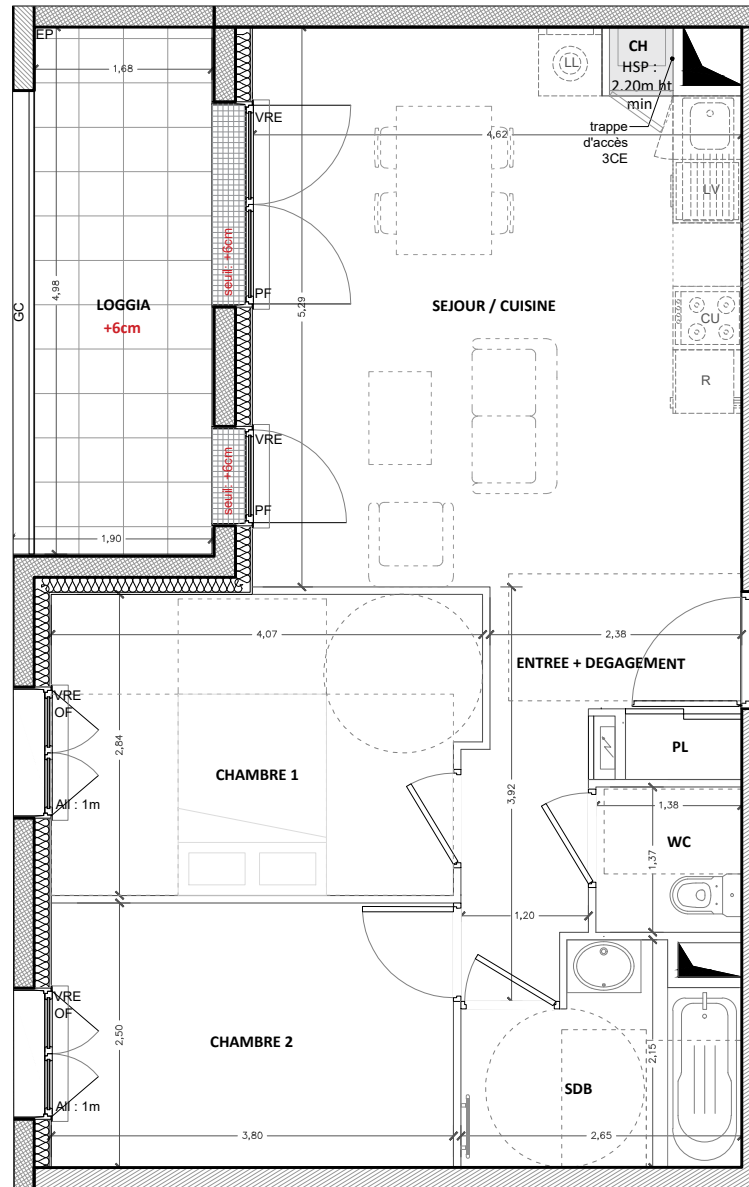 EP
1,68
CH
HSP :
2.20m ht
min
LL
trappe
d'accès
3CE
VRE
4,62
LV
seuil: +6cm
PF
GC
4,98
LOGGIA
+6cm
5,29
SEJOUR / CUISINE
CU
R
VRE
seuil: +6cm
PF
1,90
4,07
2,38
ENTREE + DEGAGEMENT
VRE
OF
2,84
CHAMBRE 1
All : 1m
3,92
PL
1,38
WC
1,37
1,20
VRE
OF
2,50
CHAMBRE 2
All : 1m
2,15
SDB
3,80
2,65